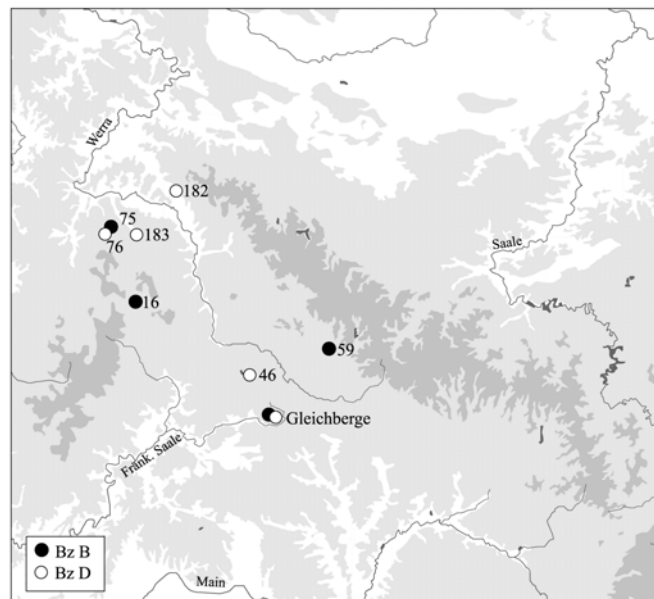 Werra
182
75
76
183
Saale
16
59
46
Gleichberge
Fränk. Saale
Bz B
Bz D
Main